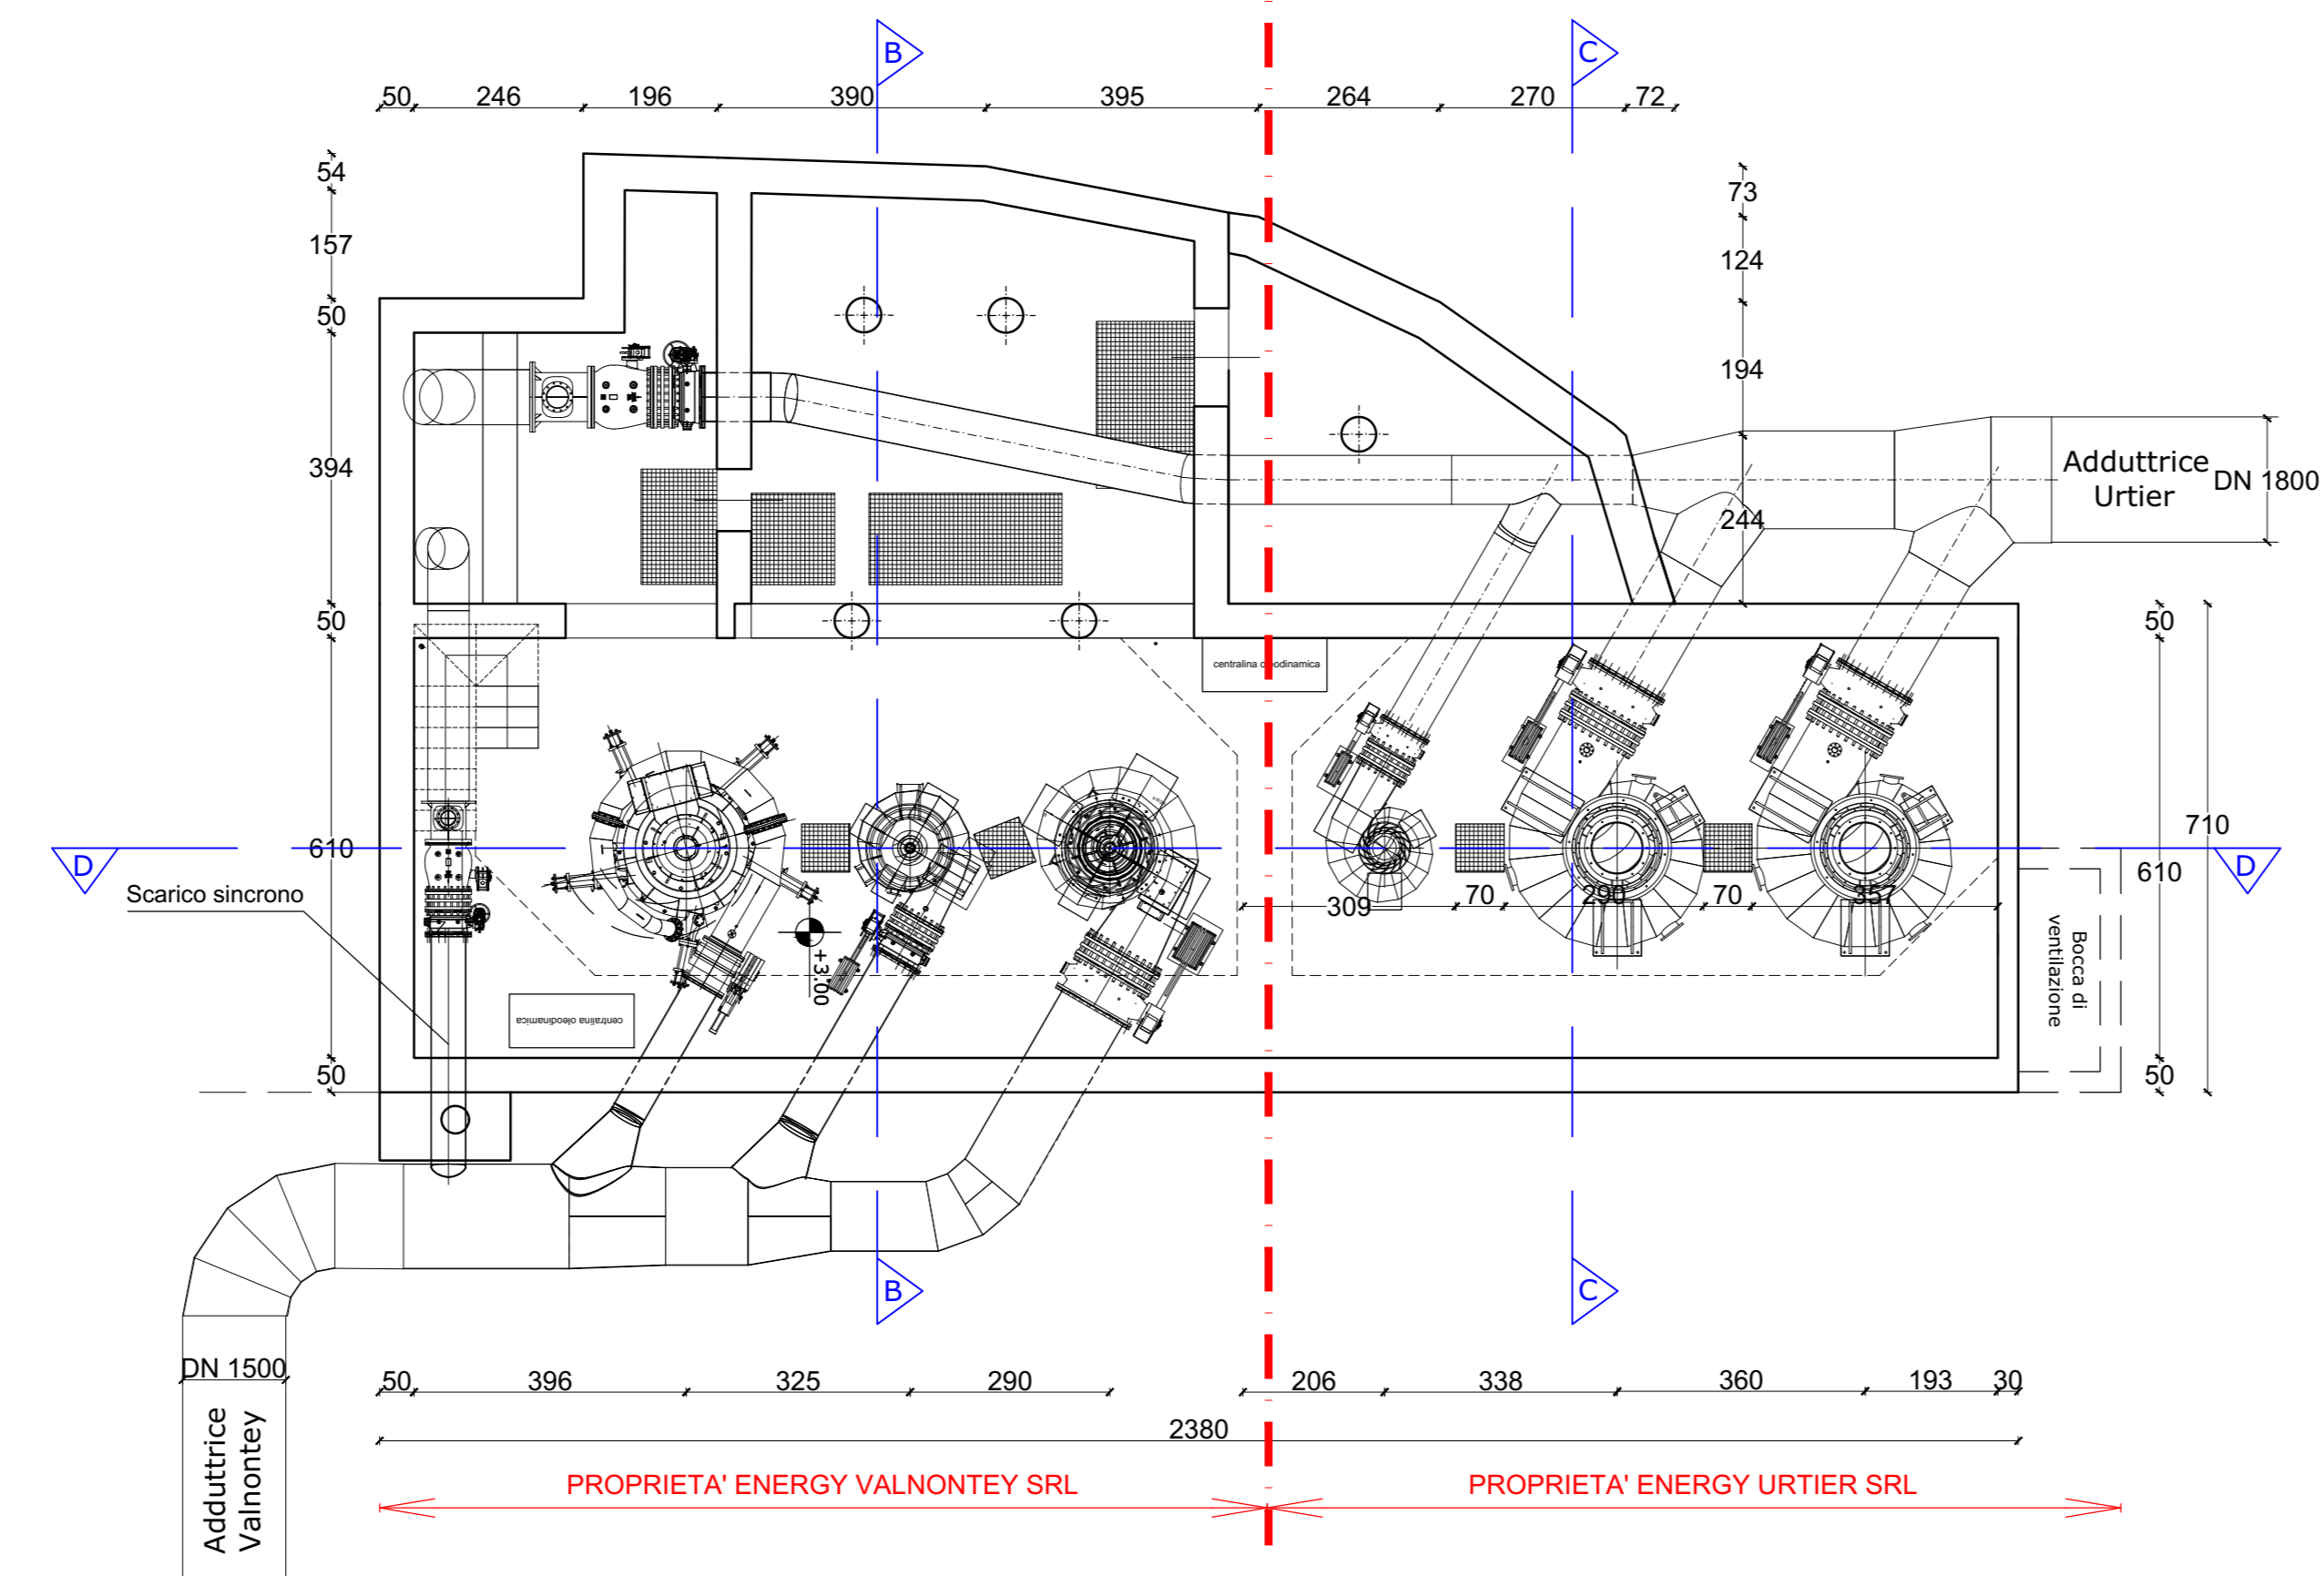 B
C
50
246
196
390
395
264
270
72
54
157
50
394
50
610
50
73
124
194
244
Adduttrice
Urtier
DN 1800
centralina oleodinamica
50
610
50
710
D
D
Scarico sincrono
+3.00
309
70
290
70
357
Bocca di
ventilazione
centralina oleodinamica
B
C
DN 1500
Adduttrice
Valnontey
50
396
325
290
206
338
360
193
30
2380
PROPRIETA' ENERGY VALNONTEY SRL
PROPRIETA' ENERGY URTIER SRL